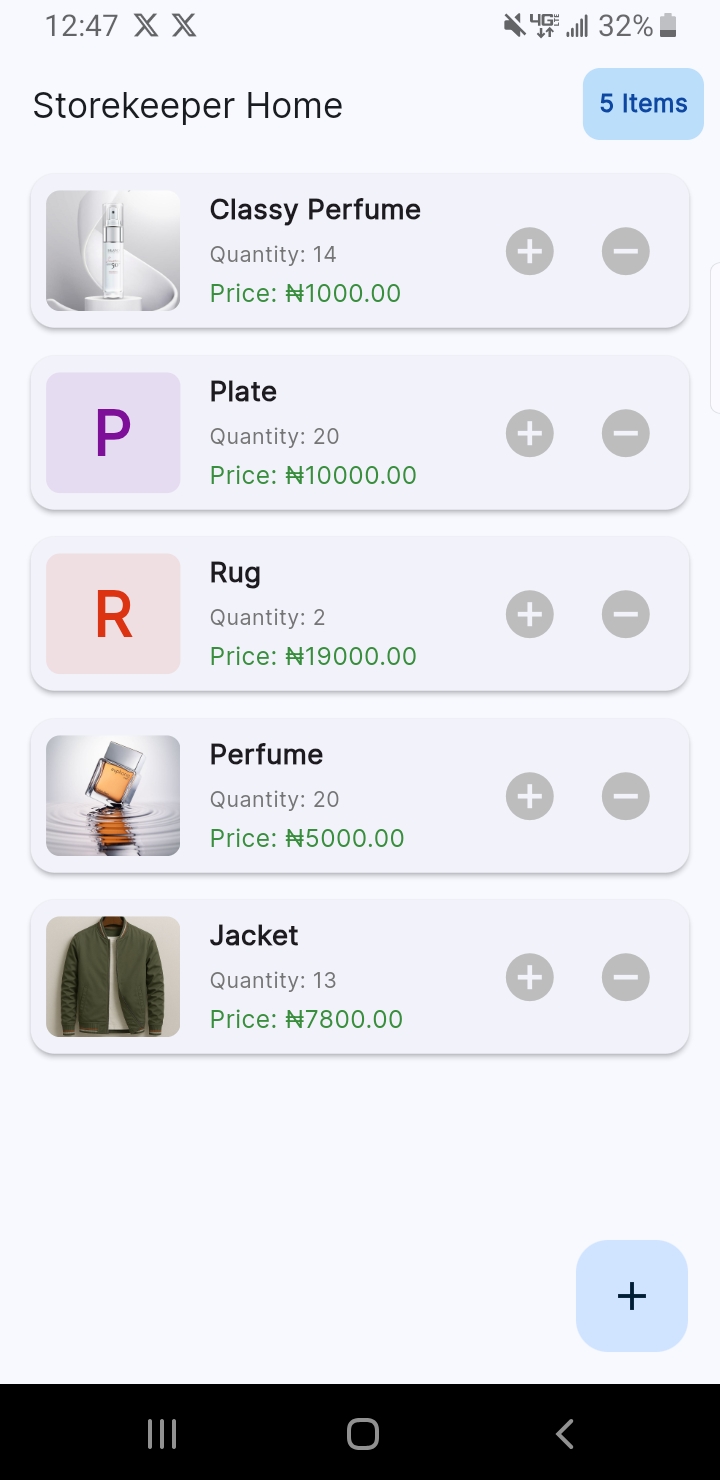 12:47
4G LTE 32%
Storekeeper Home
5 Items
Classy Perfume
Quantity: 14
Price: ₦1000.00
P
Plate
Quantity: 20
Price: ₦10000.00
R
Rug
Quantity: 2
Price: ₦19000.00
Perfume
Quantity: 20
Price: ₦5000.00
Jacket
Quantity: 13
Price: ₦7800.00